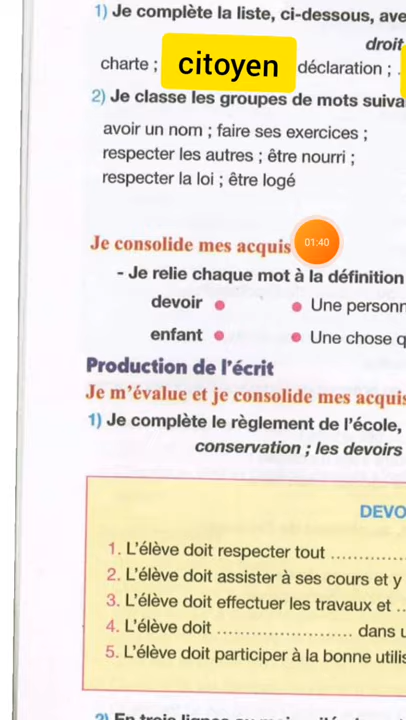 1) Je complète la liste, ci-dessous, ave
droit
charte ; citoyen déclaration ; .
2) Je classe les groupes de mots suiva
avoir un nom ; faire ses exercices ;
respecter les autres ; être nourri ;
respecter la loi ; être logé
Je consolide mes acquis 01:40
- Je relie chaque mot à la définition
devoir • • Une personn
enfant • • Une chose q
Production de l'écrit
Je m'évalue et je consolide mes acquis
1) Je complète le règlement de l'école,
conservation ; les devoirs
DEVO
1. L'élève doit respecter tout .............
2. L'élève doit assister à ses cours et y
3. L'élève doit effectuer les travaux et ..
4. L'élève doit ........................ dans u
5. L'élève doit participer à la bonne utilis